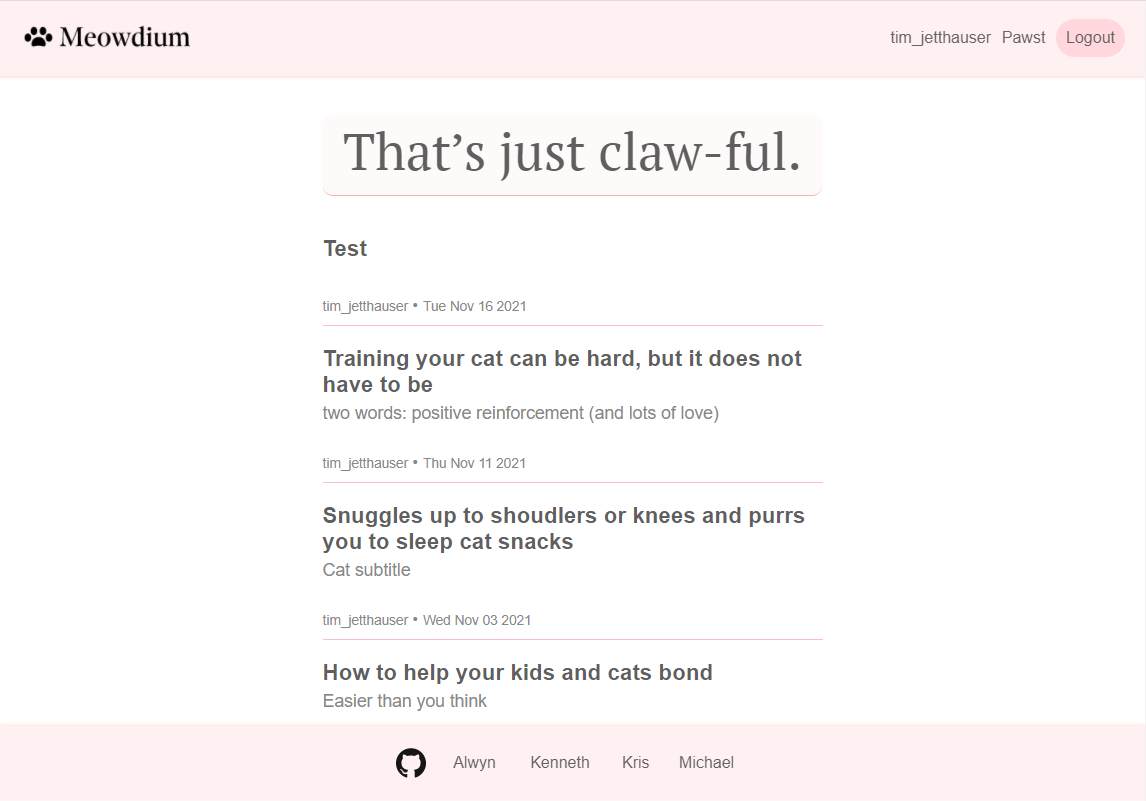 Meowdium
tim_jetthauser Pawst Logout
That’s just claw-ful.
Test
tim_jetthauser • Tue Nov 16 2021
Training your cat can be hard, but it does not
have to be
two words: positive reinforcement (and lots of love)
tim_jetthauser • Thu Nov 11 2021
Snuggles up to shoudlers or knees and purrs
you to sleep cat snacks
Cat subtitle
tim_jetthauser • Wed Nov 03 2021
How to help your kids and cats bond
Easier than you think
Alwyn Kenneth Kris Michael